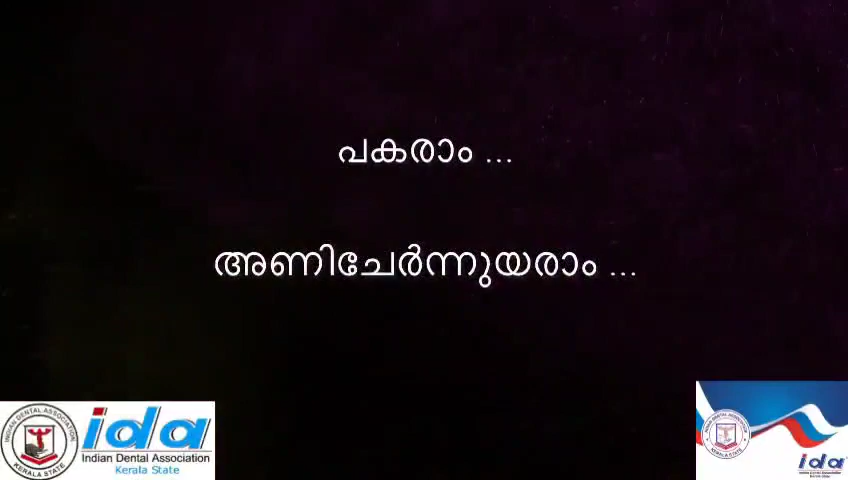 പകരാം ...
അണിചേർന്നുയരാം ...
INDIAN DENTAL ASSOCIATION
KERALA STATE
ida
Indian Dental Association
Kerala State
ida